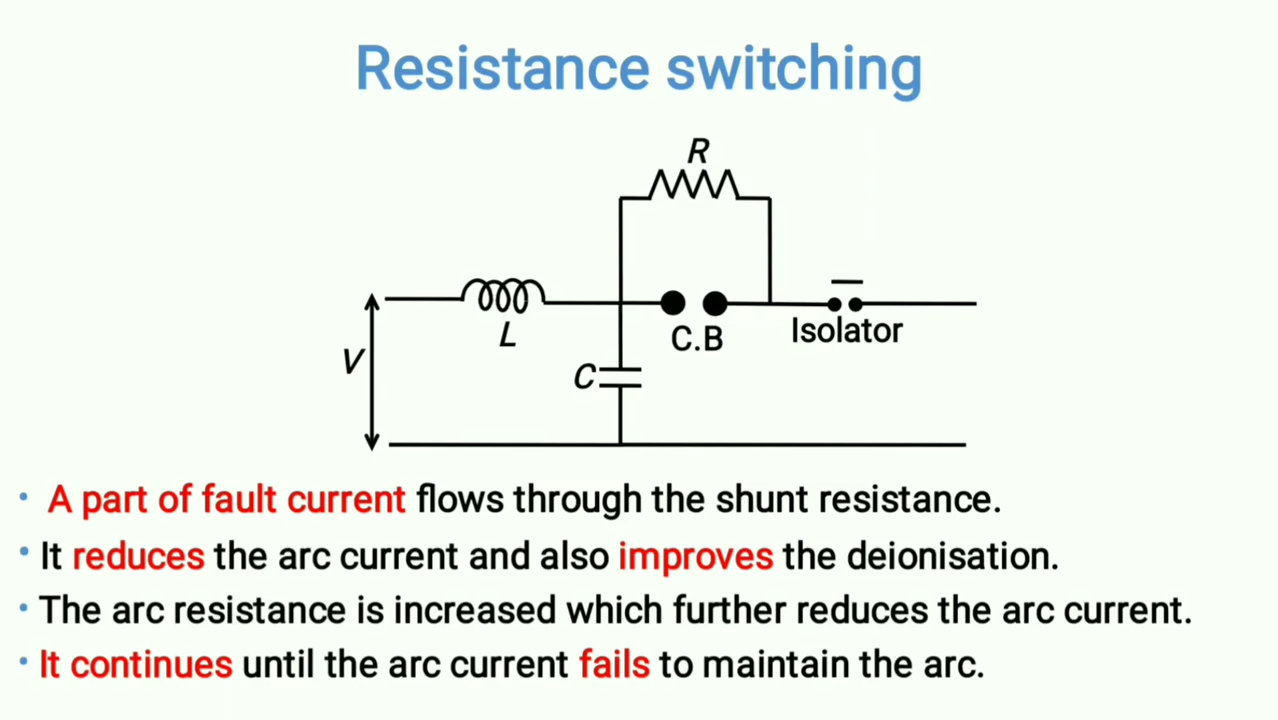 Resistance switching
R
L
V
C.B
Isolator
C
• A part of fault current flows through the shunt resistance.
• It reduces the arc current and also improves the deionisation.
• The arc resistance is increased which further reduces the arc current.
• It continues until the arc current fails to maintain the arc.